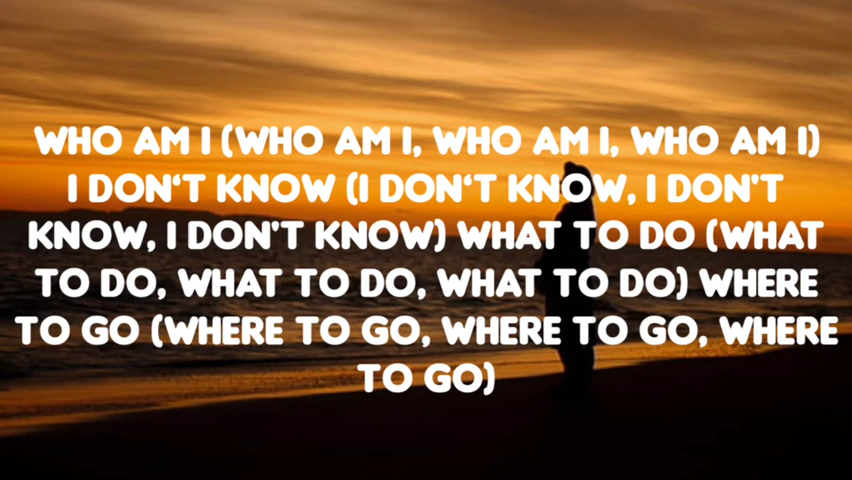 WHO AM I (WHO AM I, WHO AM I, WHO AM I)
I DON‘T KNOW (I DON‘T KNOW, I DON'T
KNOW, I DON'T KNOW) WHAT TO DO (WHAT
TO DO, WHAT TO DO, WHAT TO DO) WHERE
TO GO (WHERE TO GO, WHERE TO GO, WHERE
TO GO)